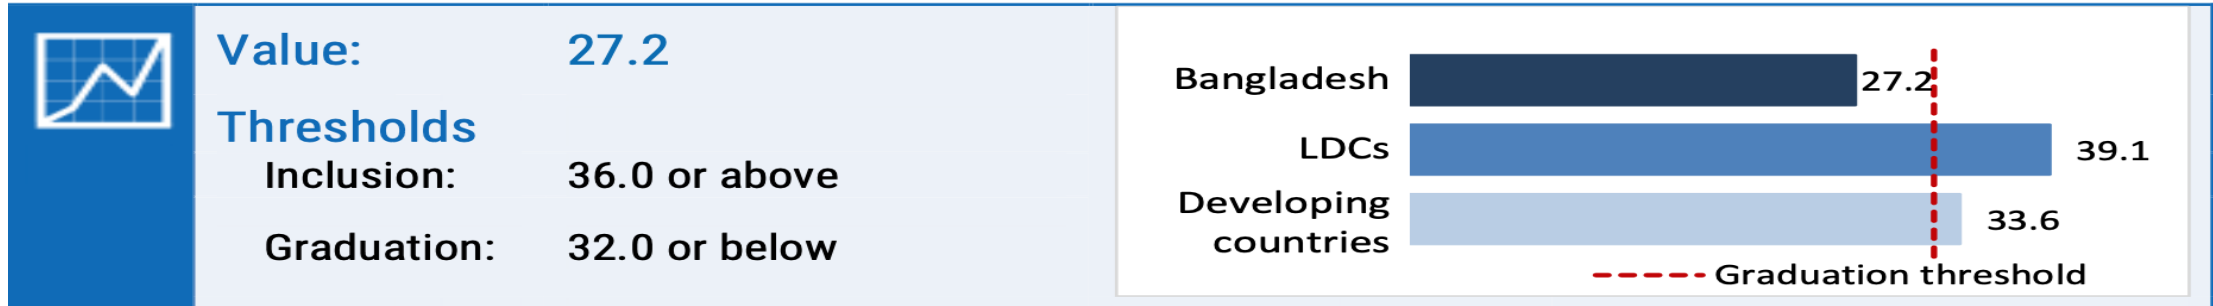 Value: 27.2
Thresholds
Inclusion: 36.0 or above
Graduation: 32.0 or below
Bangladesh 27.2
LDCs 39.1
Developing
countries 33.6
Graduation threshold